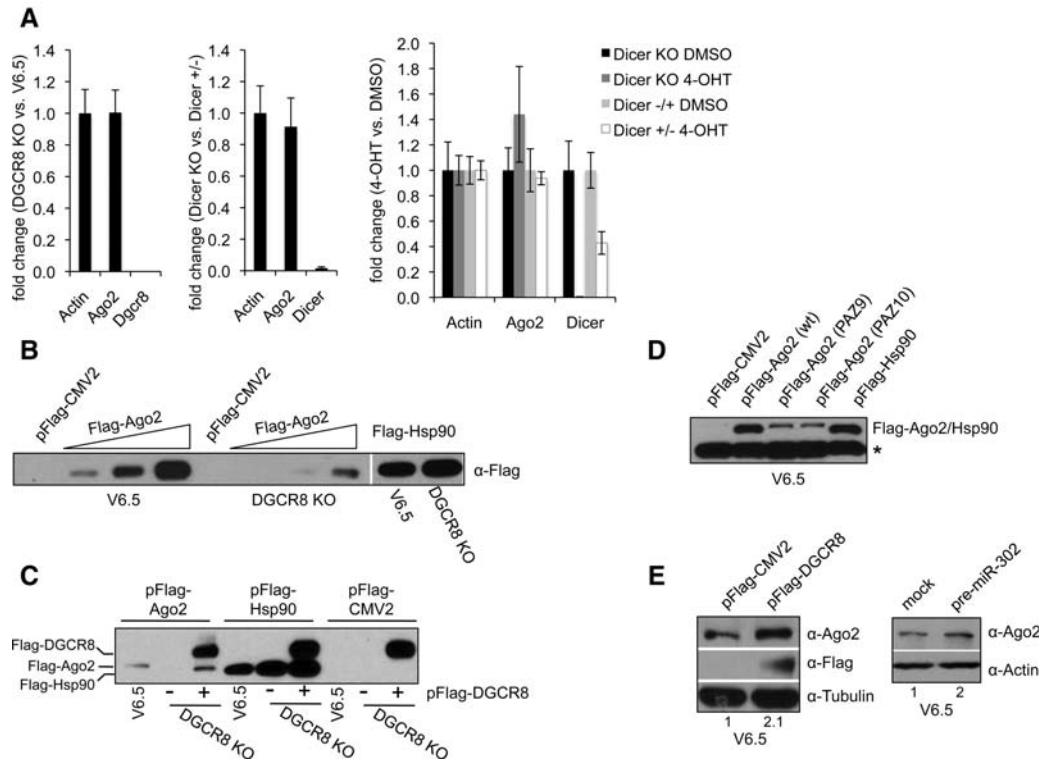 A
fold change (DGCR8 KO vs. V6.5)
1.4
1.2
1.0
0.8
0.6
0.4
0.2
0.0
Actin
Ago2
Dgcr8
fold change (Dicer KO vs. Dicer +/-)
1.4
1.2
1.0
0.8
0.6
0.4
0.2
0.0
Actin
Ago2
Dicer
fold change (4-OHT vs. DMSO)
2.0
1.8
1.6
1.4
1.2
1.0
0.8
0.6
0.4
0.2
0.0
Actin Ago2 Dicer
Dicer KO DMSO
Dicer KO 4-OHT
Dicer -/+ DMSO
Dicer +/- 4-OHT
B
pFlag-CMV2
Flag-Ago2
pFlag-CMV2
Flag-Ago2
Flag-Hsp90
α-Flag
V6.5
DGCR8 KO
V6.5
DGCR8 KO
C
pFlag-Ago2
pFlag-Hsp90
pFlag-CMV2
Flag-DGCR8
Flag-Ago2
Flag-Hsp90
V6.5 - + V6.5 - + V6.5 - + pFlag-DGCR8
DGCR8 KO
DGCR8 KO
DGCR8 KO
D
pFlag-CMV2
pFlag-Ago2 (wt)
pFlag-Ago2 (PAZ9)
pFlag-Ago2 (PAZ10)
pFlag-Hsp90
Flag-Ago2/Hsp90
*
V6.5
E
pFlag-CMV2
pFlag-DGCR8
α-Ago2
α-Flag
α-Tubulin
1 2.1
V6.5
mock
pre-miR-302
α-Ago2
α-Actin
1 2
V6.5